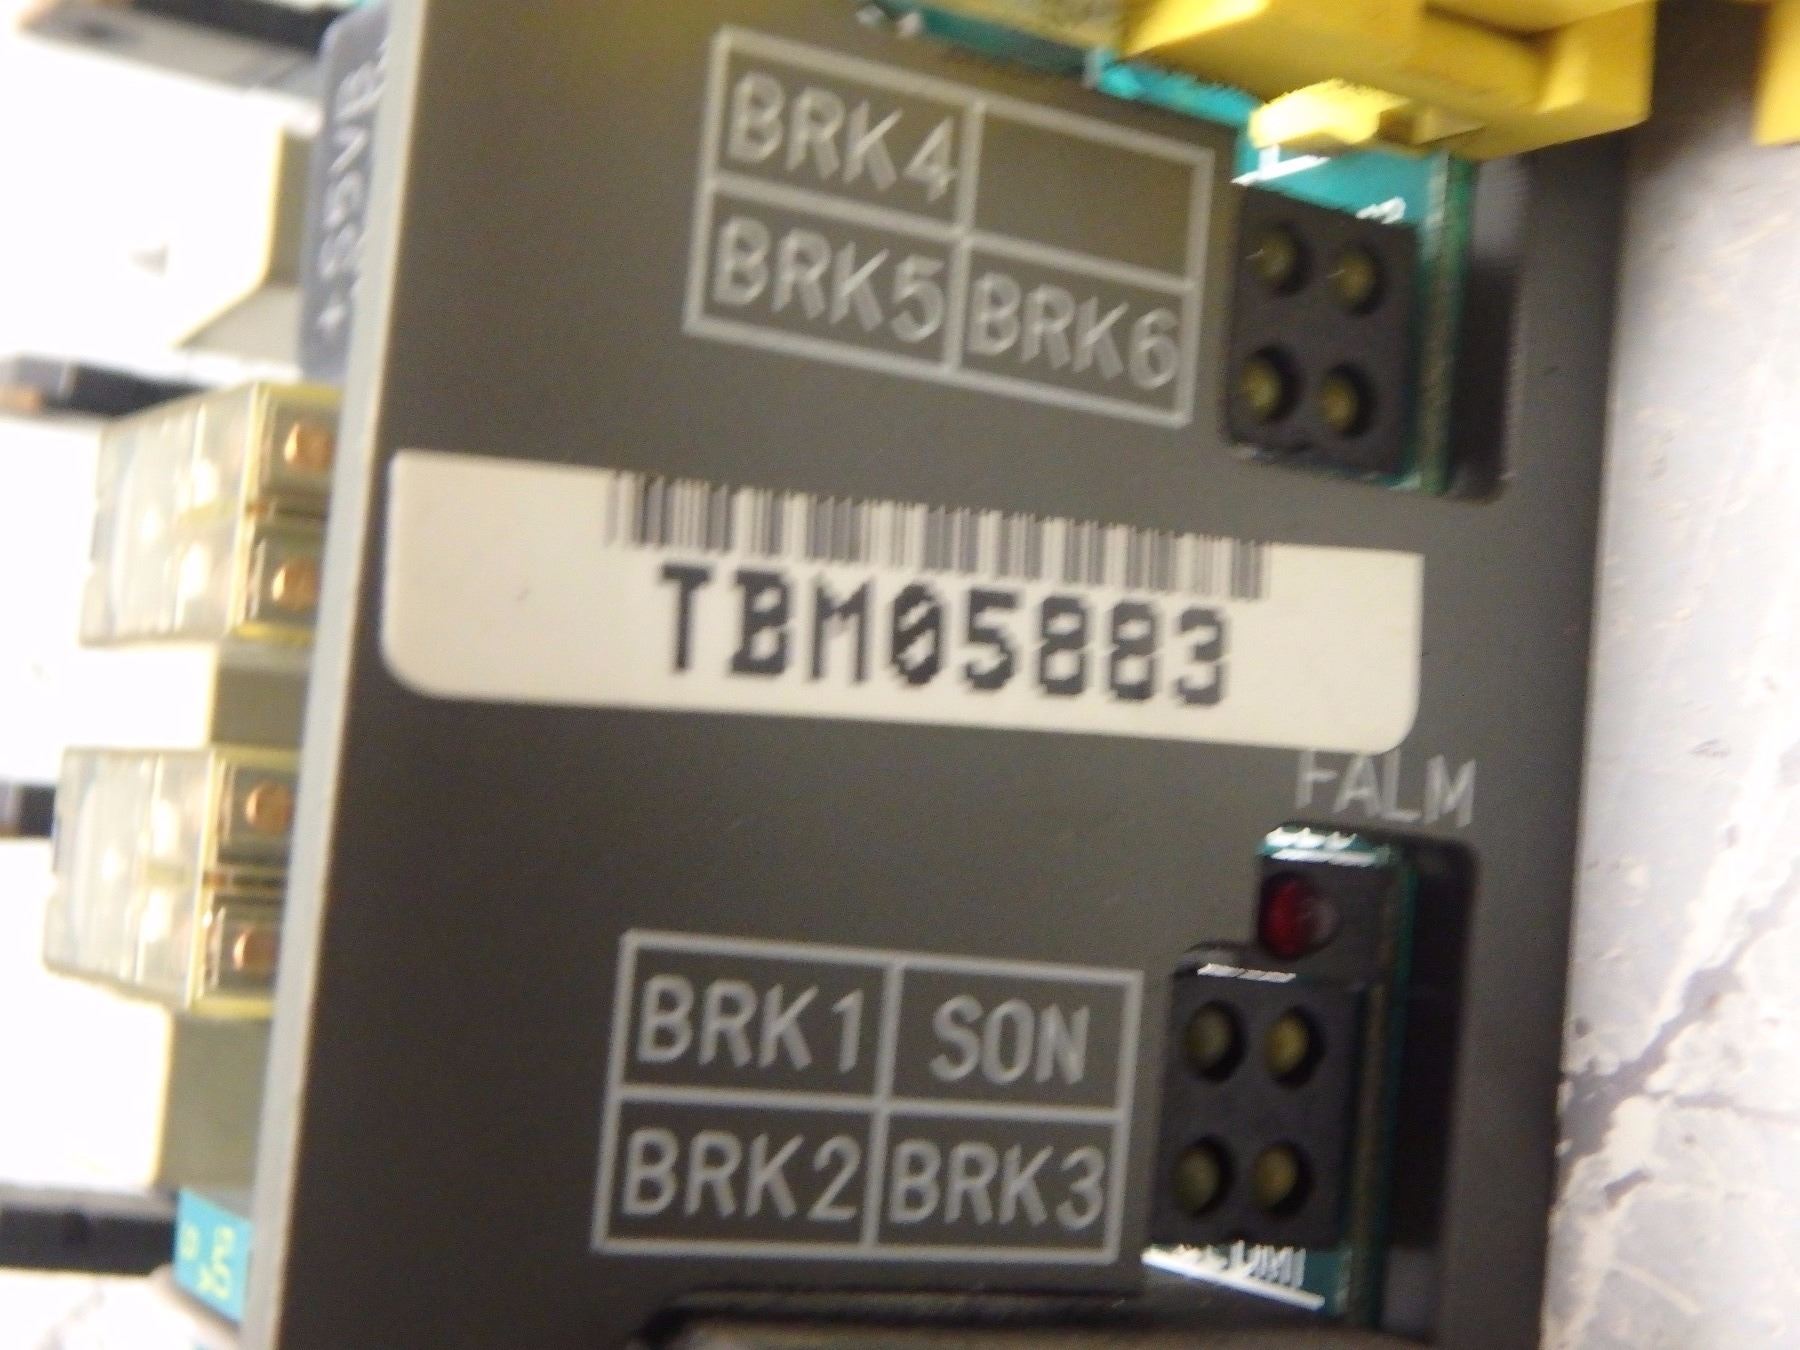 BRK4
BRK5 BRK6
TBM05883
FALM
BRK1 SON
BRK2 BRK3